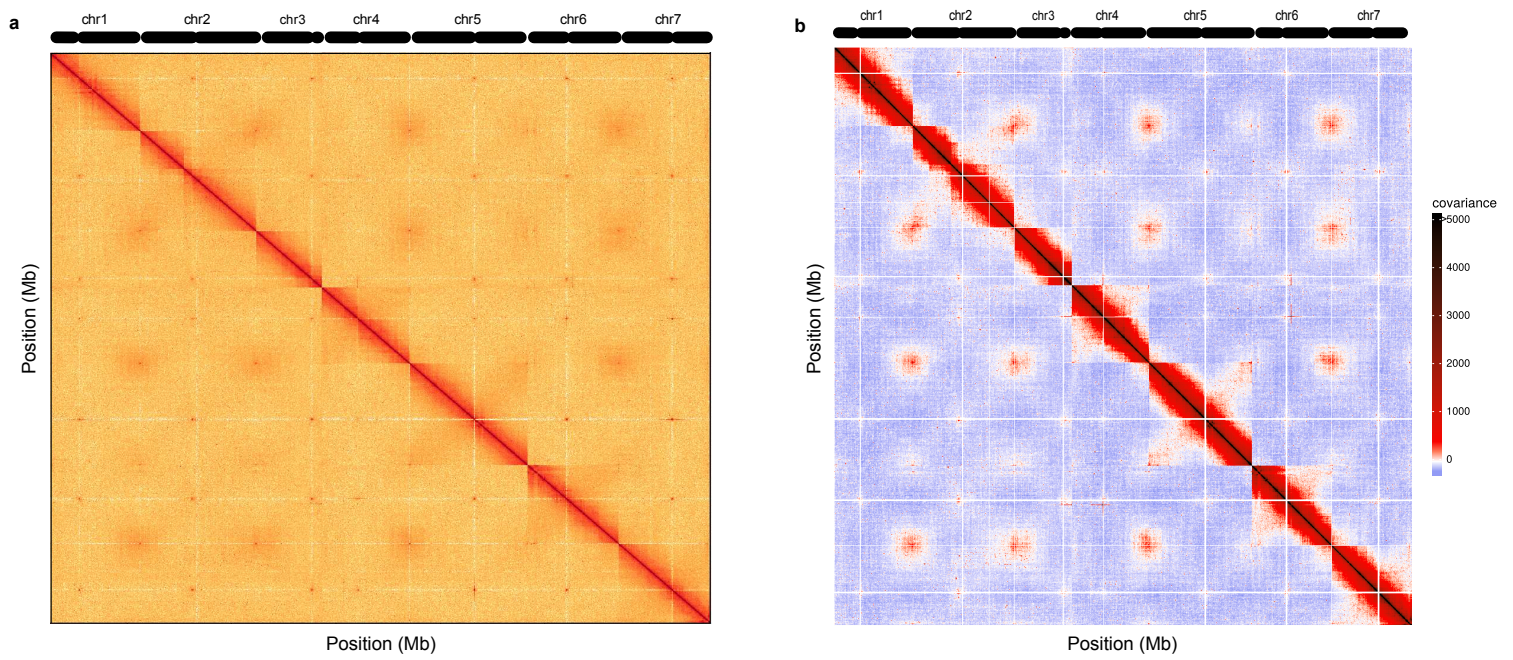 a
chr1 chr2 chr3 chr4 chr5 chr6 chr7
Position (Mb)
Position (Mb)
b
chr1 chr2 chr3 chr4 chr5 chr6 chr7
Position (Mb)
Position (Mb)
covariance
>5000
4000
3000
2000
1000
0